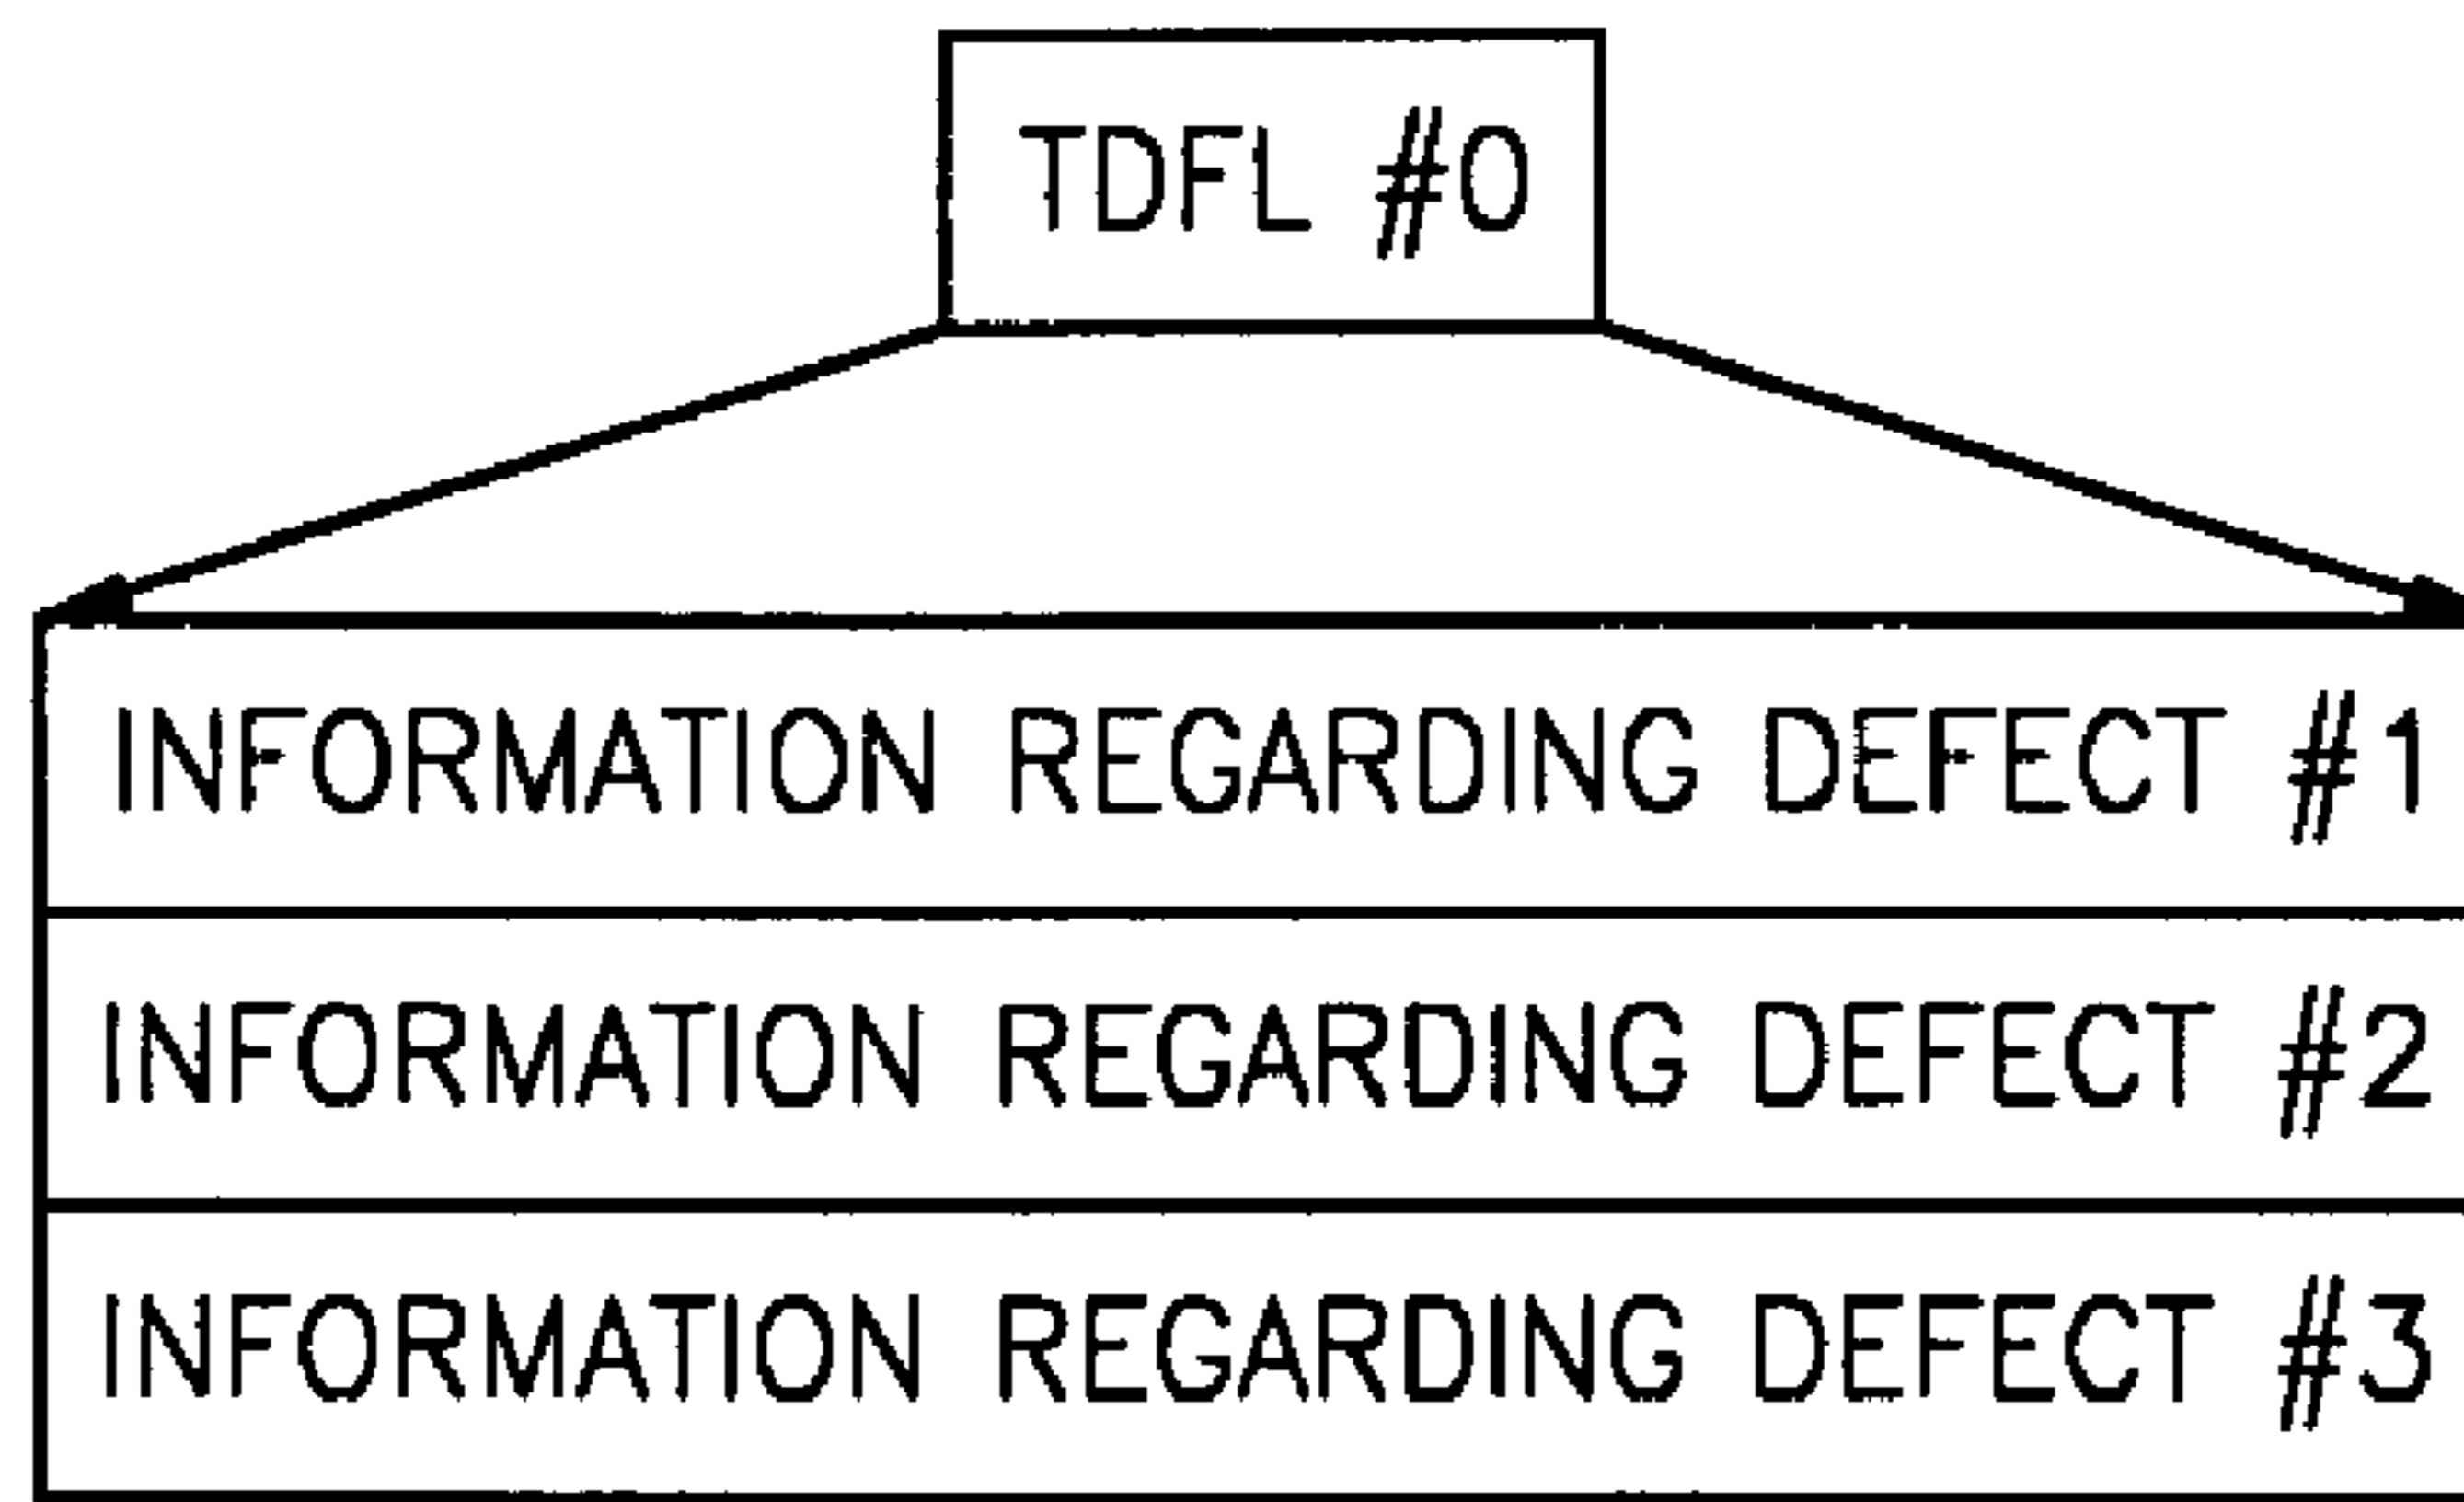 TDFL #0
INFORMATION REGARDING DEFECT #1
INFORMATION REGARDING DEFECT #2
INFORMATION REGARDING DEFECT #3